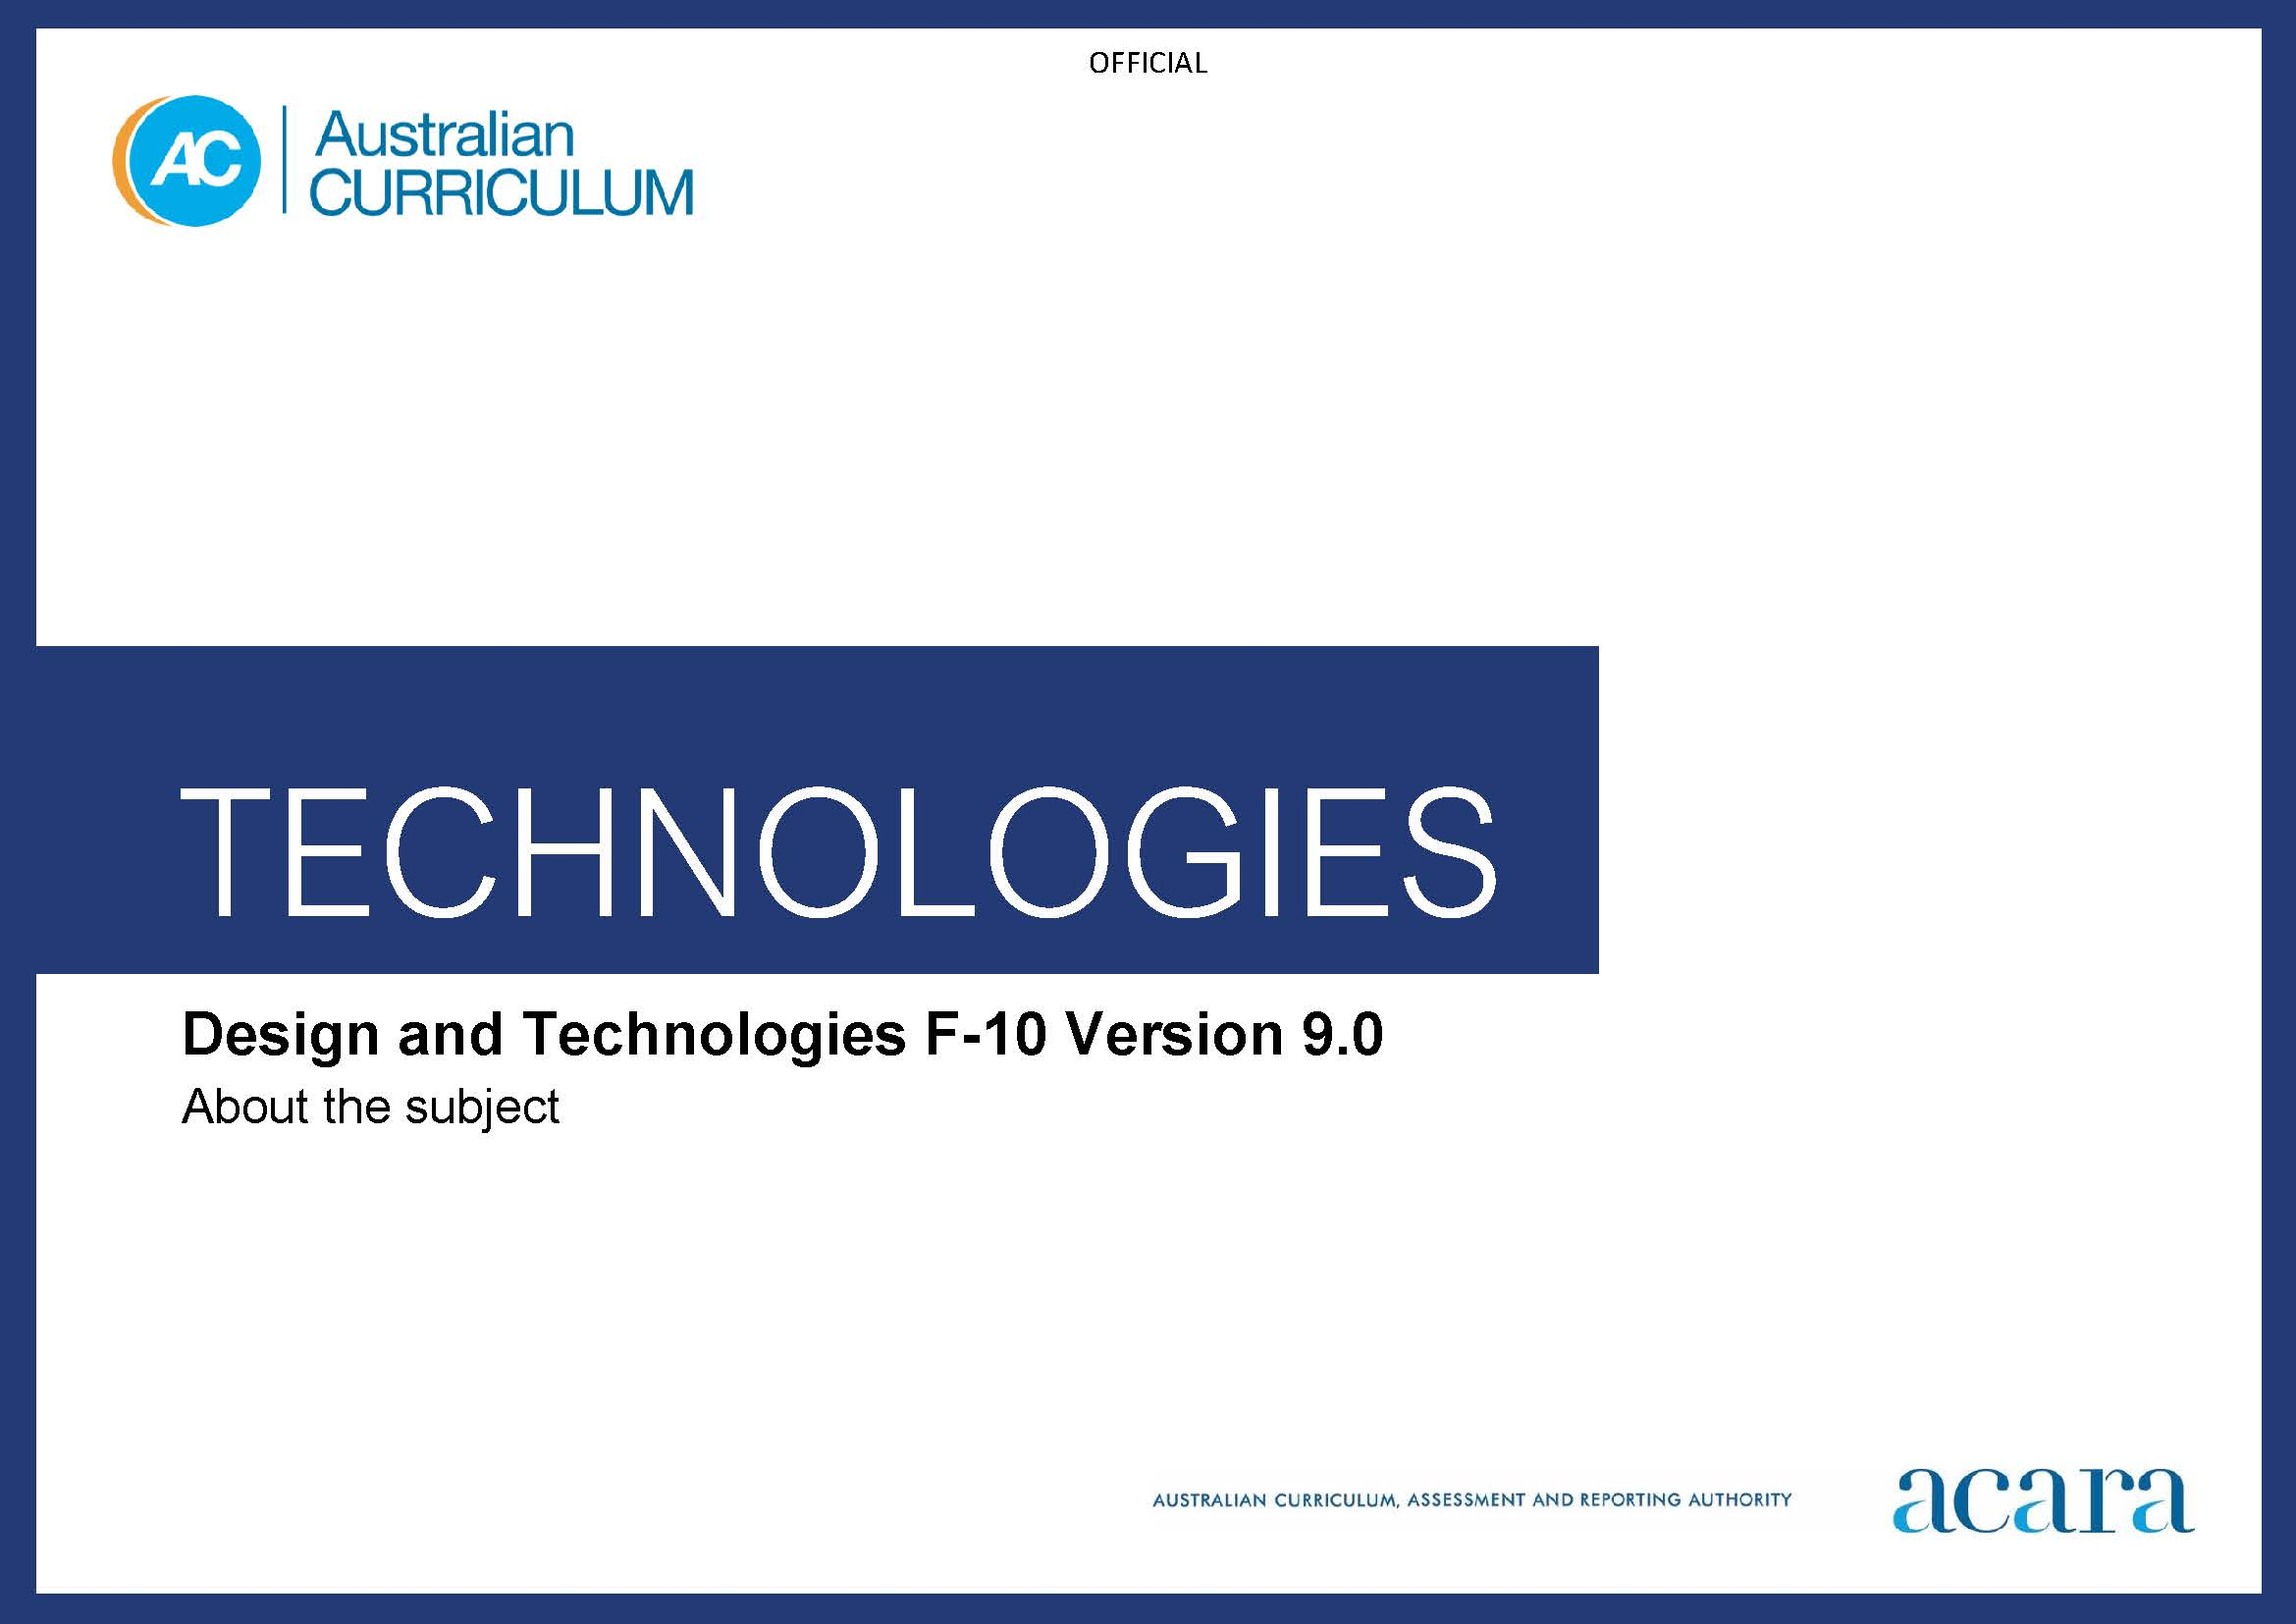 OFFICIAL
AC
Australian
CURRICULUM
TECHNOLOGIES
Design and Technologies F-10 Version 9.0
About the subject
AUSTRALIAN CURRICULUM, ASSESSMENT AND REPORTING AUTHORITY
acara